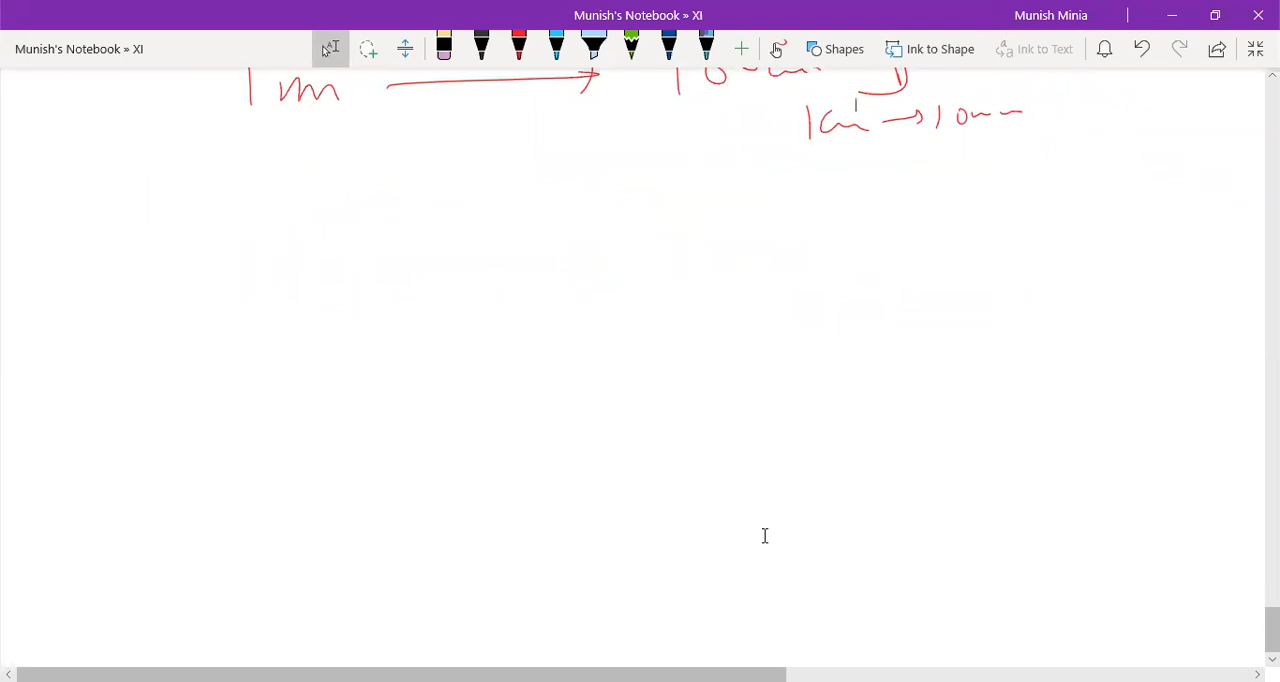 Munish's Notebook » XI
Munish Minia
Munish's Notebook » XI
Shapes
Ink to Shape
Ink to Text
1 m
1 cm → 10 mm